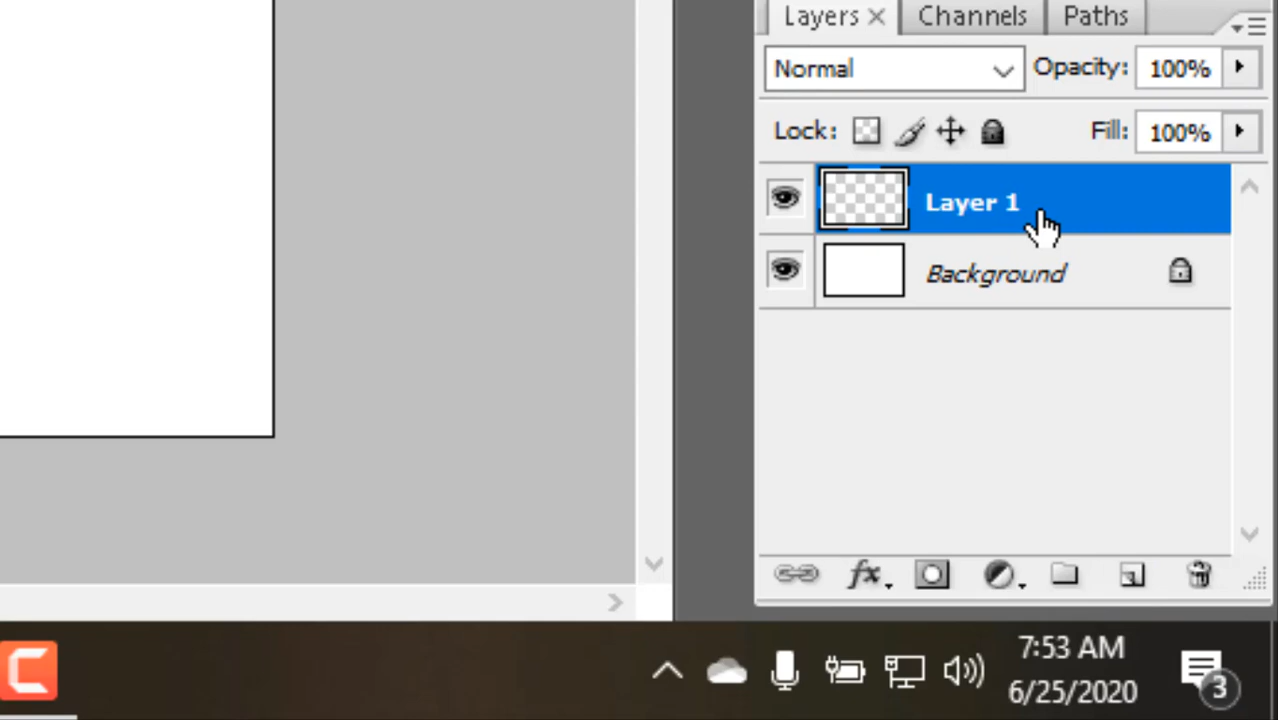 Layers Channels Paths
Normal Opacity: 100%
Lock: Fill: 100%
Layer 1
Background
fx
7:53 AM
6/25/2020
3